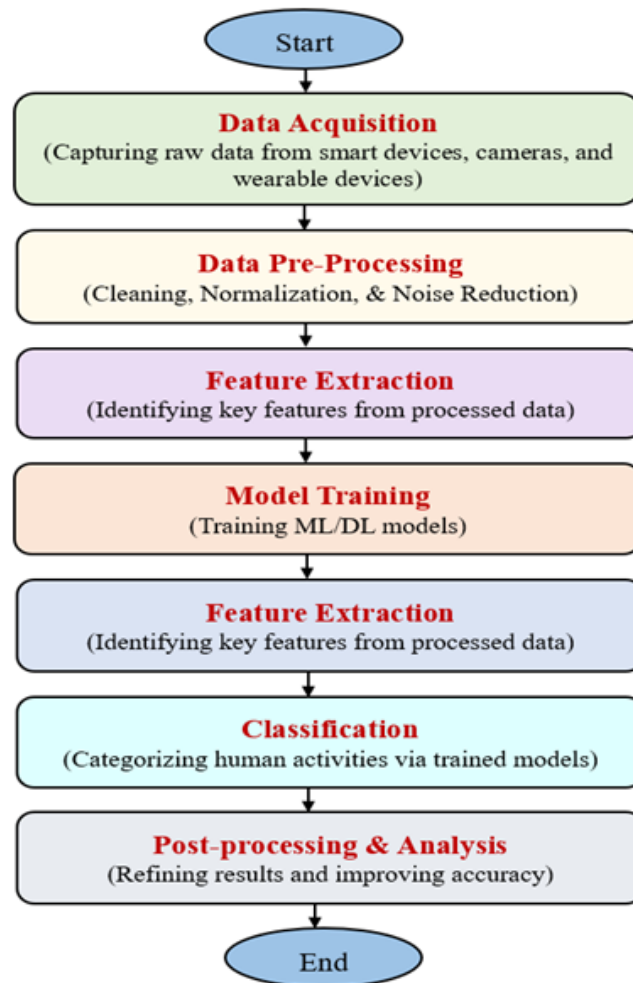 Start
Data Acquisition
(Capturing raw data from smart devices, cameras, and
wearable devices)
Data Pre-Processing
(Cleaning, Normalization, & Noise Reduction)
Feature Extraction
(Identifying key features from processed data)
Model Training
(Training ML/DL models)
Feature Extraction
(Identifying key features from processed data)
Classification
(Categorizing human activities via trained models)
Post-processing & Analysis
(Refining results and improving accuracy)
End